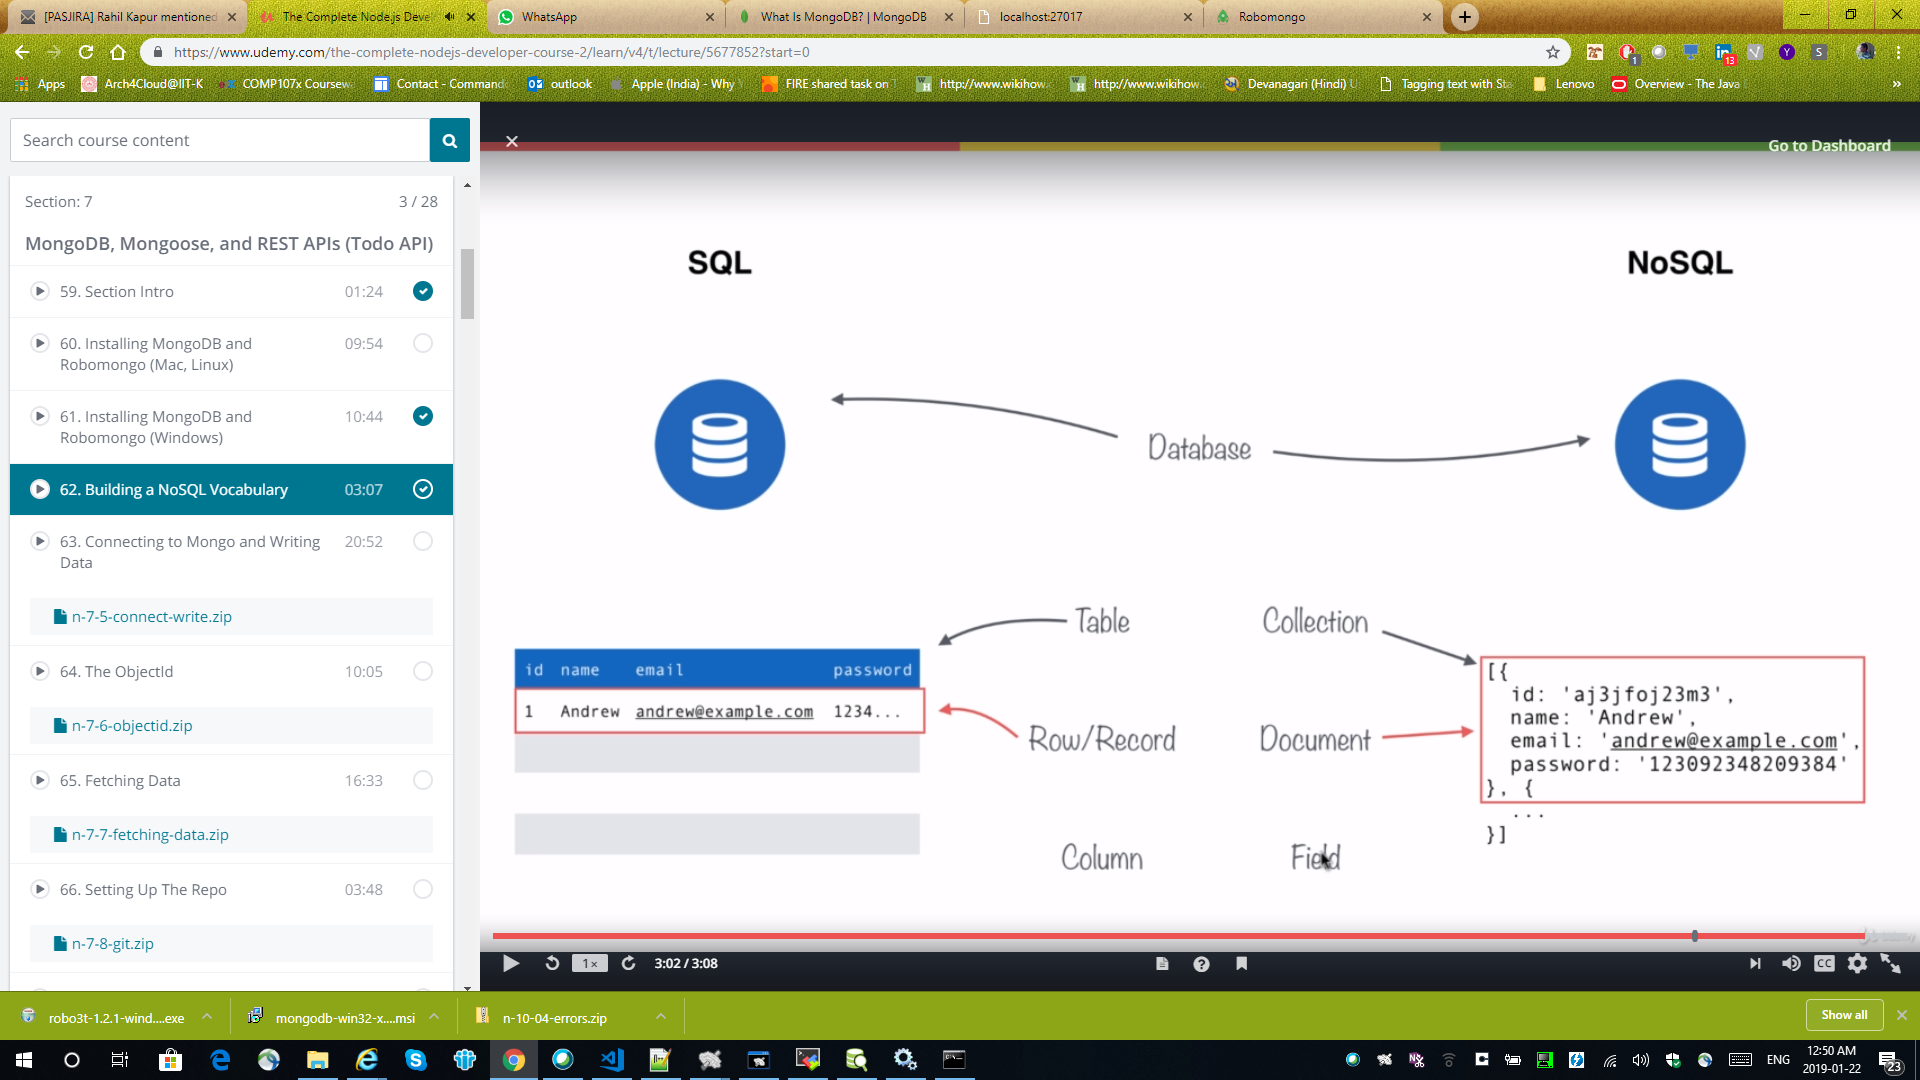 [PASJIRA] Rahil Kapur mentioned
The Complete Node.js Devel
WhatsApp
What Is MongoDB? | MongoDB
localhost:27017
Robomongo
https://www.udemy.com/the-complete-nodejs-developer-course-2/learn/v4/t/lecture/5677852?start=0
1
13
Apps
Arch4Cloud@IIT-K
COMP107x Coursew
Contact - Command
outlook
Apple (India) - Why
FIRE shared task on
http://www.wikihow.
http://www.wikihow.
Devanagari (Hindi) U
Tagging text with Sta
Lenovo
Overview - The Java
»
Search course content
Go to Dashboard
Section: 7
3 / 28
MongoDB, Mongoose, and REST APIs (Todo API)
59. Section Intro 01:24
60. Installing MongoDB and 09:54
Robomongo (Mac, Linux)
61. Installing MongoDB and 10:44
Robomongo (Windows)
62. Building a NoSQL Vocabulary 03:07
63. Connecting to Mongo and Writing 20:52
Data
n-7-5-connect-write.zip
64. The ObjectId 10:05
n-7-6-objectid.zip
65. Fetching Data 16:33
n-7-7-fetching-data.zip
66. Setting Up The Repo 03:48
n-7-8-git.zip
SQL
NoSQL
Database
Table
Collection
id name email password
1 Andrew andrew@example.com 1234...
Row/Record
Document
[{
id: 'aj3jfoj23m3',
name: 'Andrew',
email: 'andrew@example.com',
password: '123092348209384'
}, {
...
}]
Column
Field
1×
3:02 / 3:08
CC
robo3t-1.2.1-wind....exe
mongodb-win32-x....msi
n-10-04-errors.zip
Show all
ENG
12:50 AM
2019-01-22
23